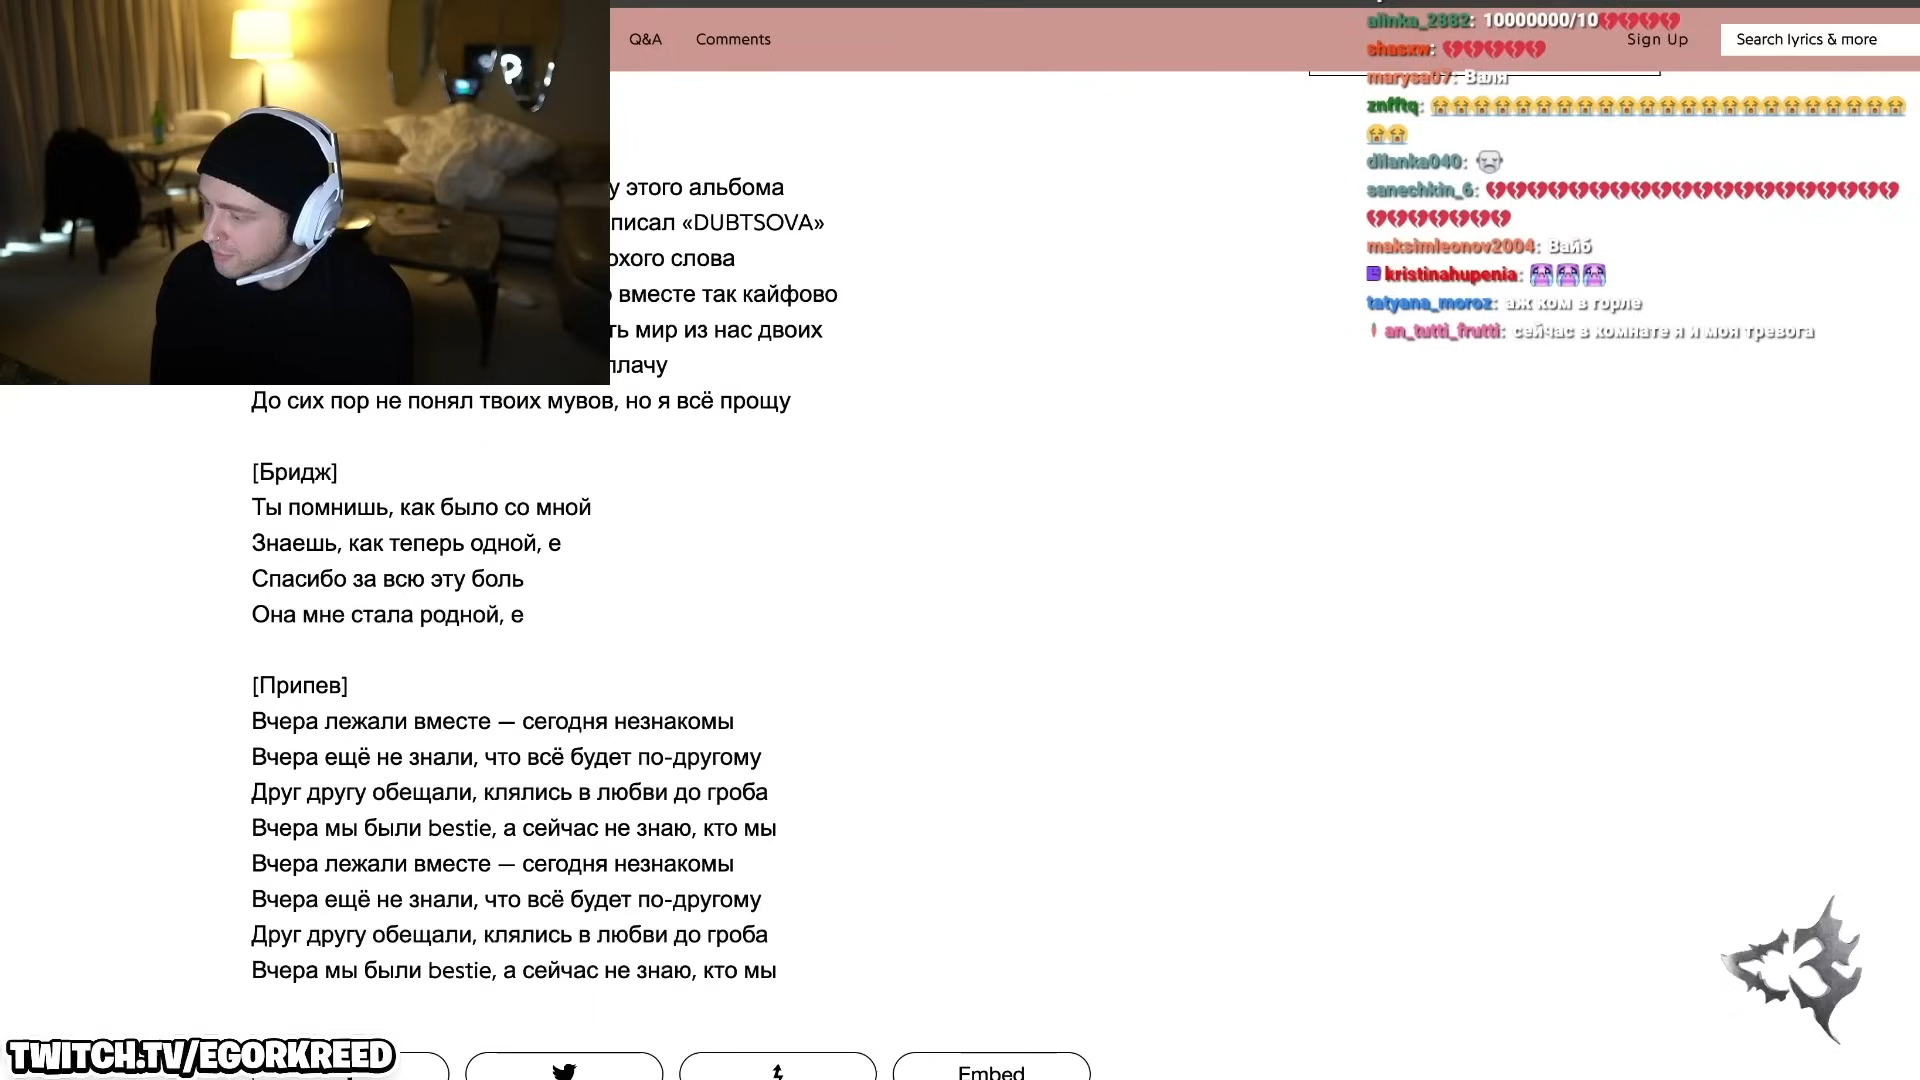 Q&A
Comments
Sign Up
Search lyrics & more
alinka_2882: 10000000/10
shasxw:
marysa07: Валя
znfftq:
dilanka040:
sanechkin_6:
maksimleonov2004: Вайб
kristinahupenia:
tatyana_moroz: аж ком в горле
an_tutti_frutti: сейчас в комнате я и моя тревога
у этого альбома
писал «DUBTSOVA»
охого слова
вместе так кайфово
ть мир из нас двоих
плачу
До сих пор не понял твоих мувов, но я всё прощу
[Бридж]
Ты помнишь, как было со мной
Знаешь, как теперь одной, е
Спасибо за всю эту боль
Она мне стала родной, е
[Припев]
Вчера лежали вместе — сегодня незнакомы
Вчера ещё не знали, что всё будет по-другому
Друг другу обещали, клялись в любви до гроба
Вчера мы были bestie, а сейчас не знаю, кто мы
Вчера лежали вместе — сегодня незнакомы
Вчера ещё не знали, что всё будет по-другому
Друг другу обещали, клялись в любви до гроба
Вчера мы были bestie, а сейчас не знаю, кто мы
TWITCH.TV/EGORKREED
Embed